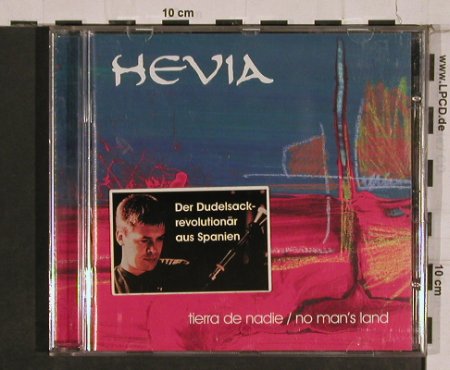 10 cm
HEVIA
Der Dudelsack-
revolutionär
aus Spanien
tierra de nadie / no man's land
www.LPCD.de
10 cm